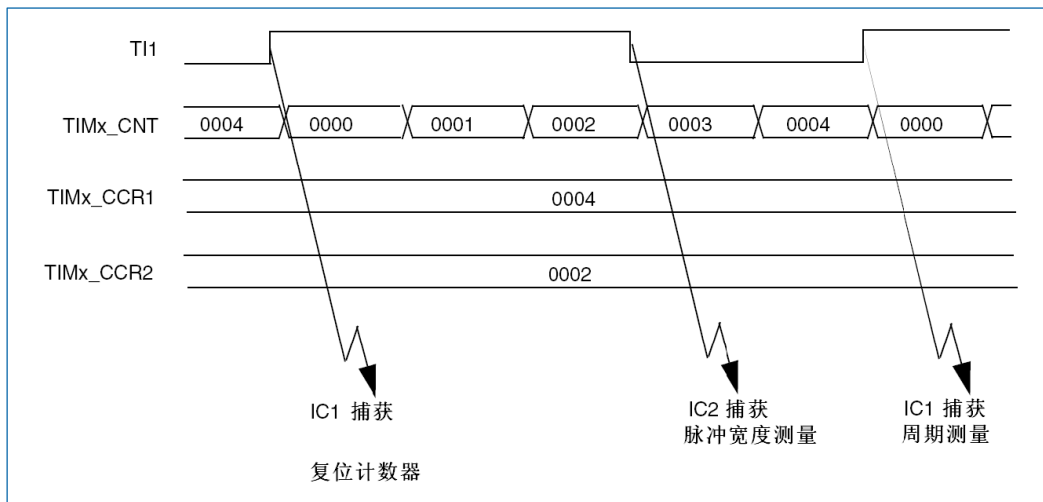 TI1
TIMx_CNT 0004 0000 0001 0002 0003 0004 0000
TIMx_CCR1 0004
TIMx_CCR2 0002
IC1 捕获
复位计数器
IC2 捕获
脉冲宽度测量
IC1 捕获
周期测量